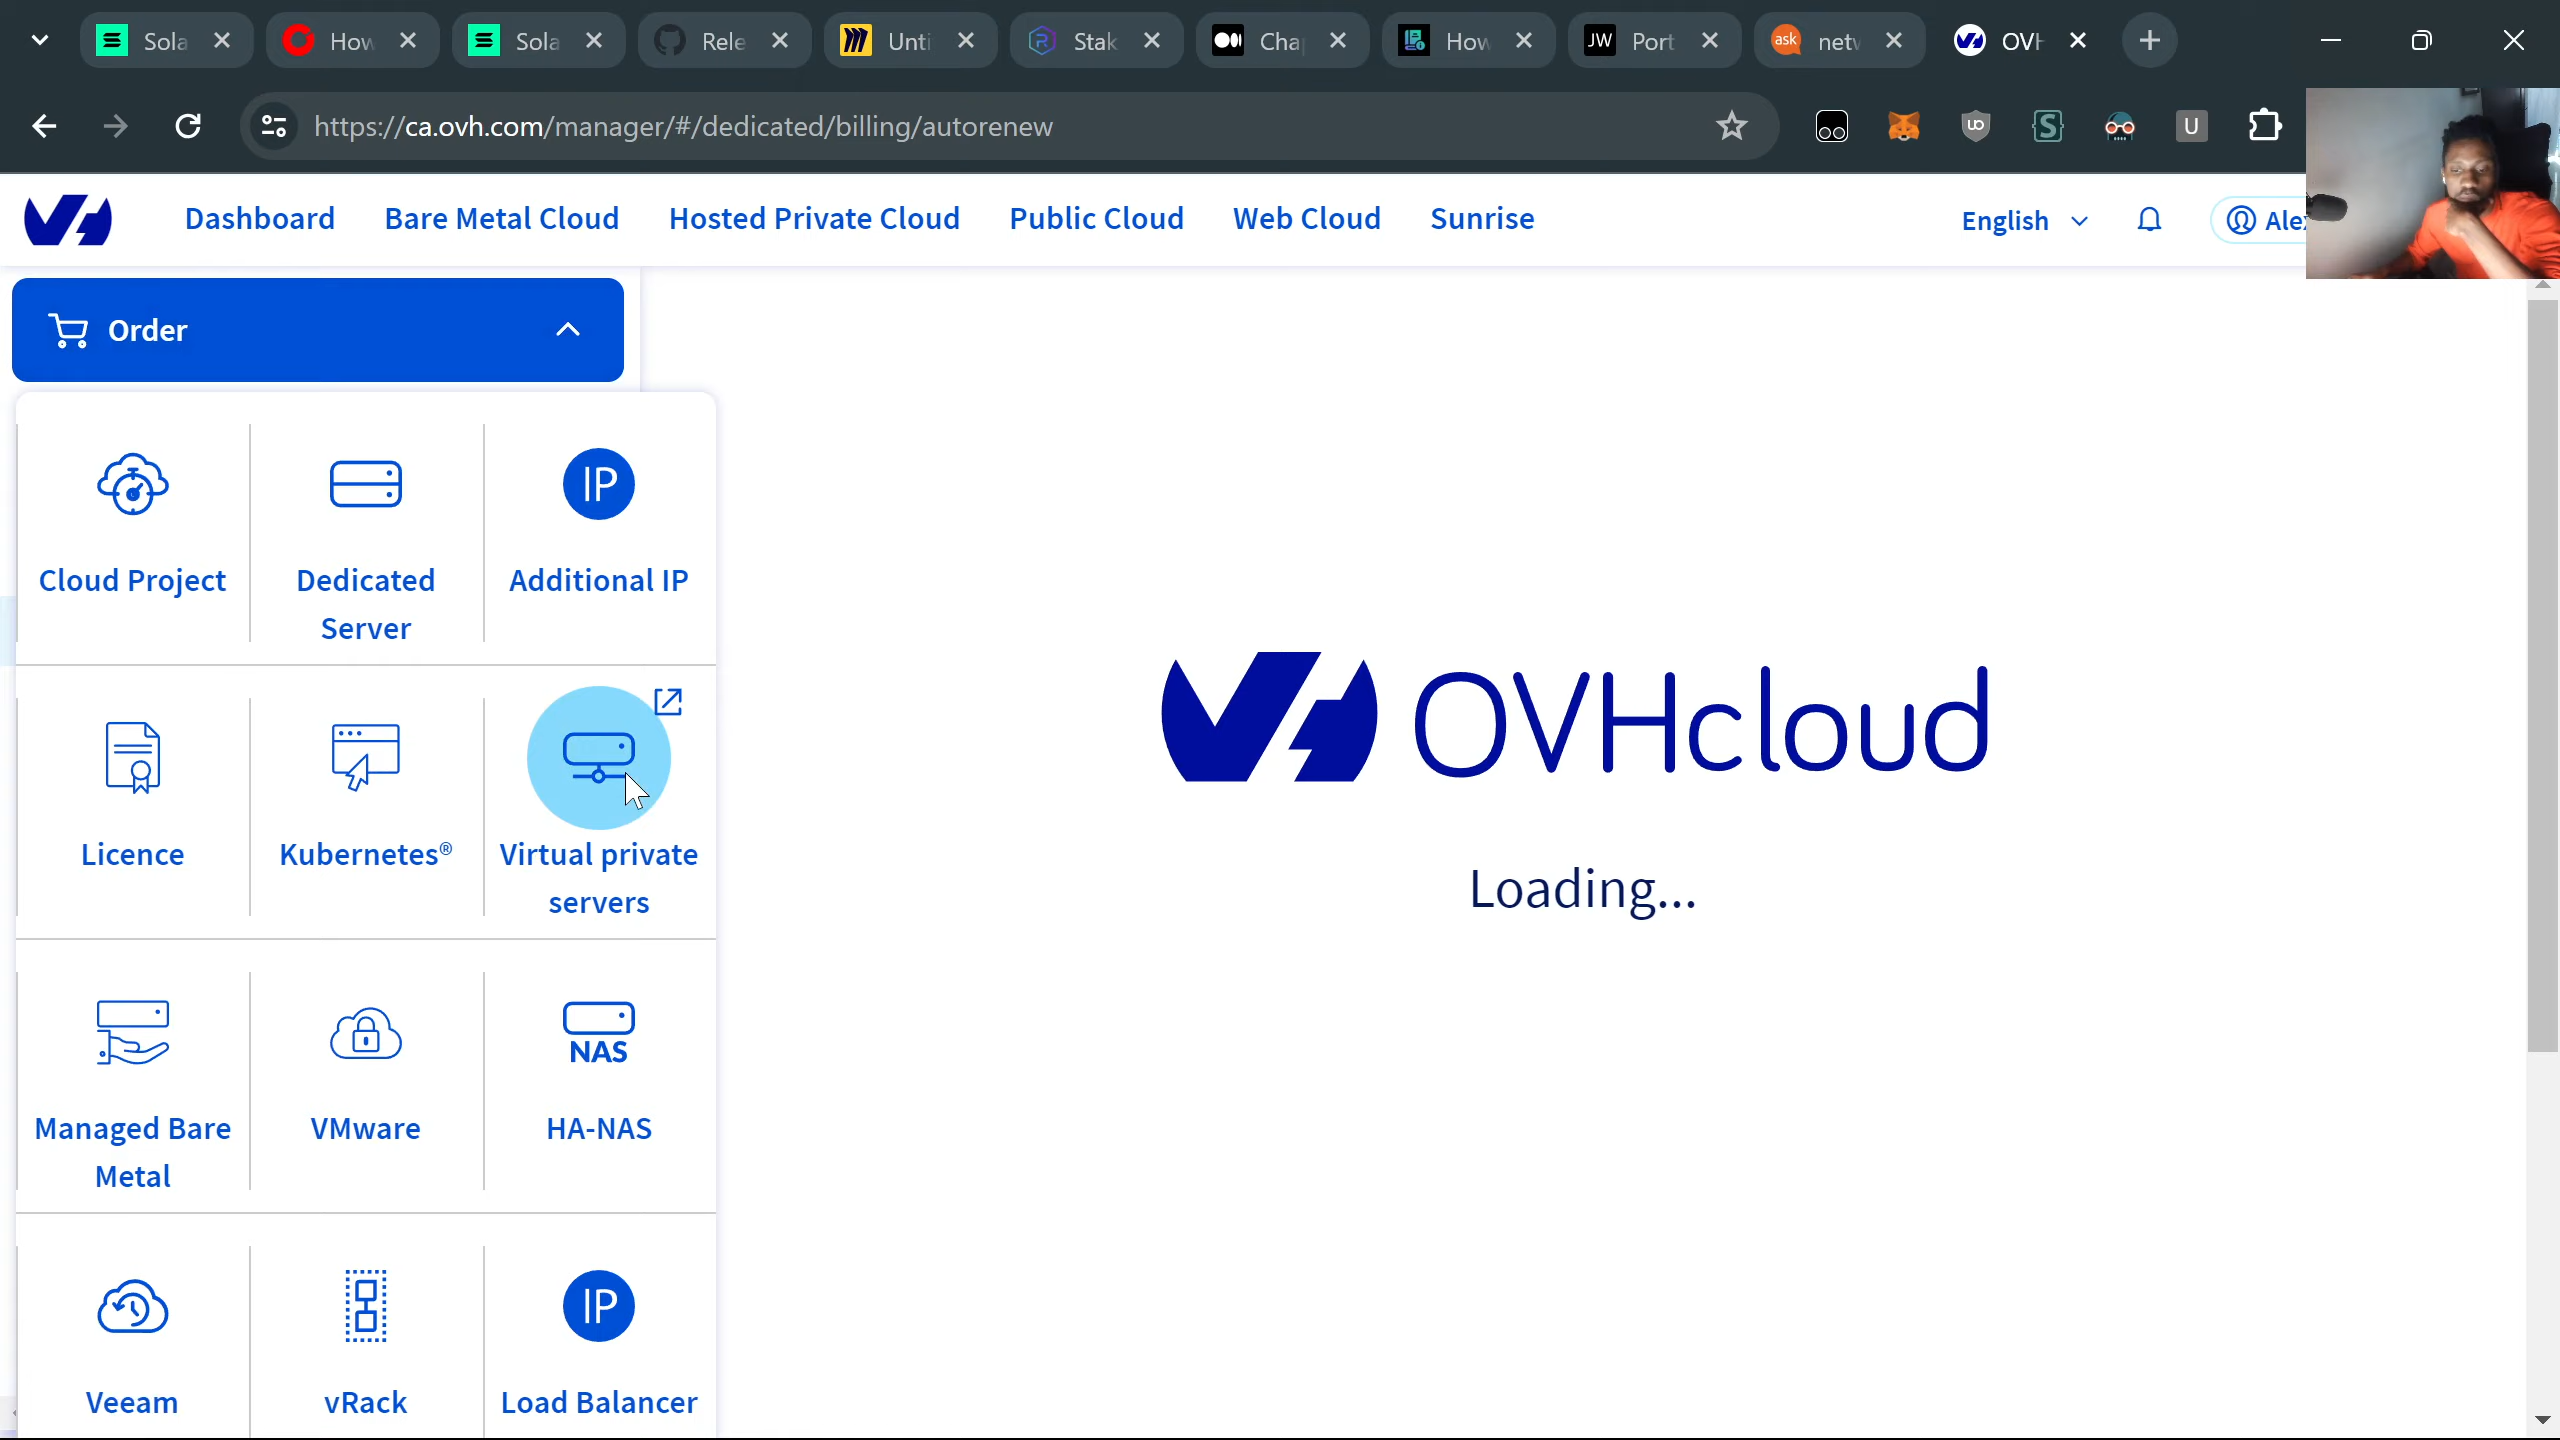 Sola
How
Sola
Rele
Unti
Stak
Cha
How
JW
Port
ask
netv
OVH
https://ca.ovh.com/manager/#/dedicated/billing/autorenew
U
Dashboard
Bare Metal Cloud
Hosted Private Cloud
Public Cloud
Web Cloud
Sunrise
English
Alex
Order
IP
Cloud Project
Dedicated
Server
Additional IP
Licence
Kubernetes®
Virtual private
servers
NAS
Managed Bare
Metal
VMware
HA-NAS
IP
Veeam
vRack
Load Balancer
OVHcloud
Loading...